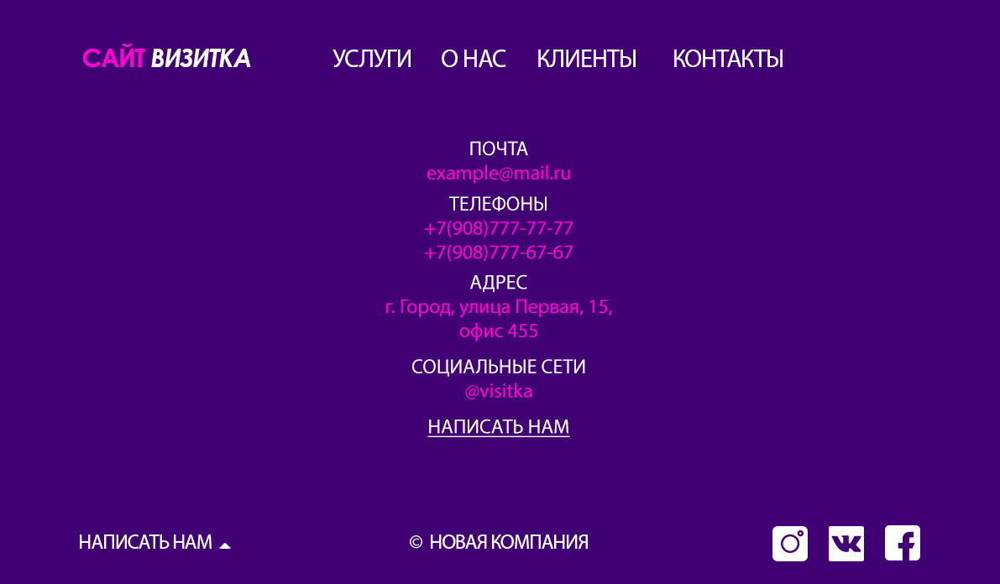 САЙТ ВИЗИТКА УСЛУГИ О НАС КЛИЕНТЫ КОНТАКТЫ
ПОЧТА
example@mail.ru
ТЕЛЕФОНЫ
+7(908)777-77-77
+7(908)777-67-67
АДРЕС
г. Город, улица Первая, 15,
офис 455
СОЦИАЛЬНЫЕ СЕТИ
@visitka
НАПИСАТЬ НАМ
НАПИСАТЬ НАМ © НОВАЯ КОМПАНИЯ